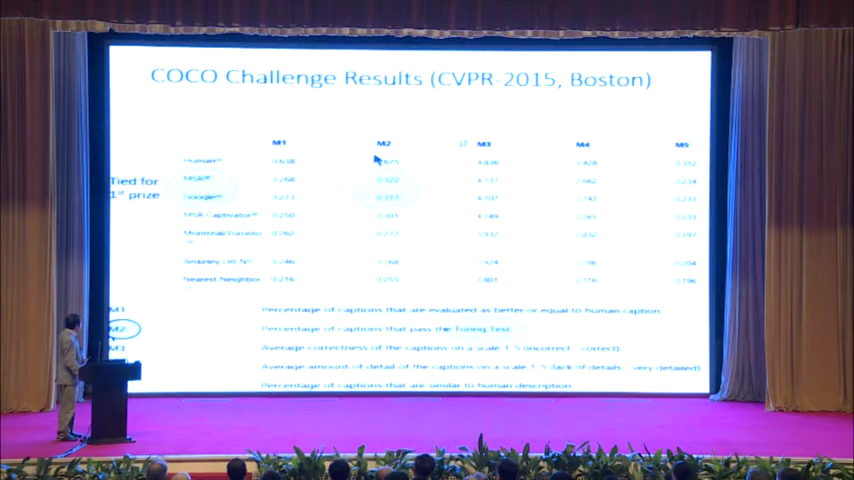 COCO Challenge Results (CVPR-2015, Boston)
M1 M2 M3 M4 M5
Human 0.638 0.675 4.836 3.428 0.352
Tied for
1st prize
MSR 0.268 0.322 4.137 2.662 0.234
Google 0.273 0.317 4.107 2.742 0.233
MSR Captivator 0.250 0.301 4.149 2.565 0.233
Montreal/Toronto 0.262 0.272 3.932 2.832 0.197
Berkeley LRCN 0.246 0.268 3.924 2.786 0.204
Nearest Neighbor 0.216 0.255 3.801 2.716 0.196
M1 Percentage of captions that are evaluated as better or equal to human caption.
M2 Percentage of captions that pass the Turing Test.
M3 Average correctness of the captions on a scale 1-5 (incorrect - correct).
Average amount of detail of the captions on a scale 1-5 (lack of details - very detailed).
Percentage of captions that are similar to human description.